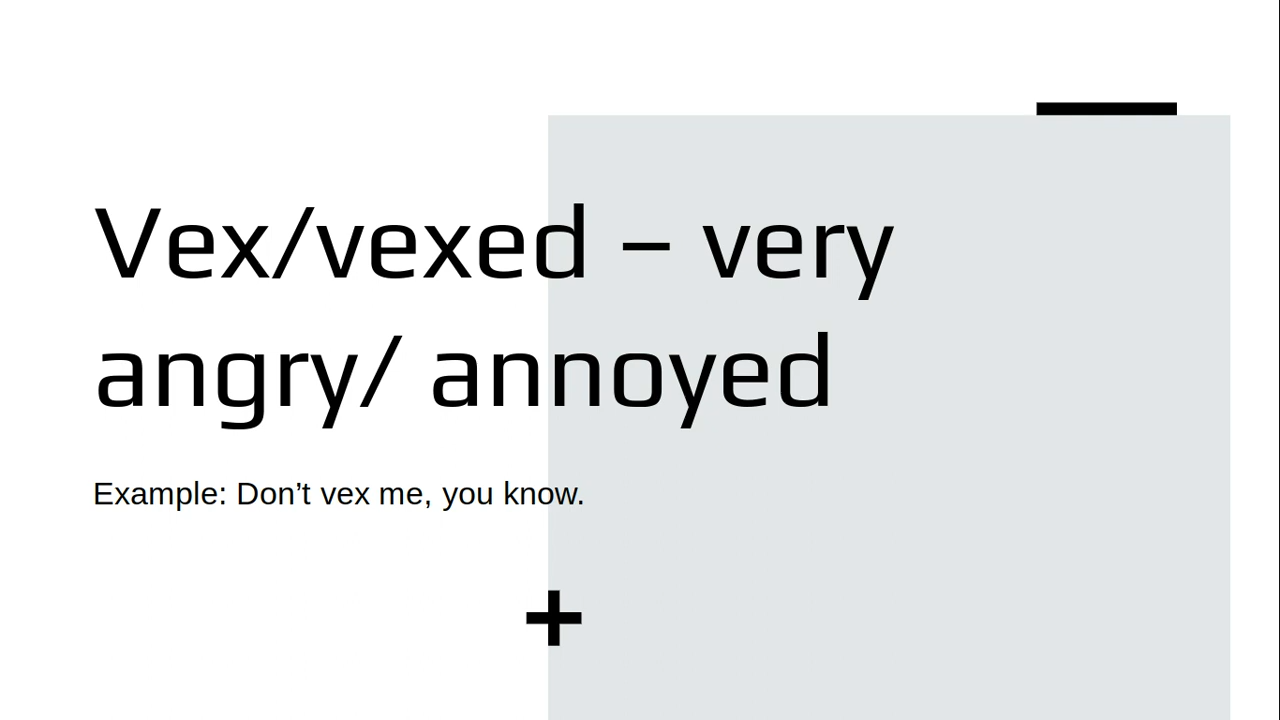 Vex/vexed – very
angry/ annoyed
Example: Don’t vex me, you know.